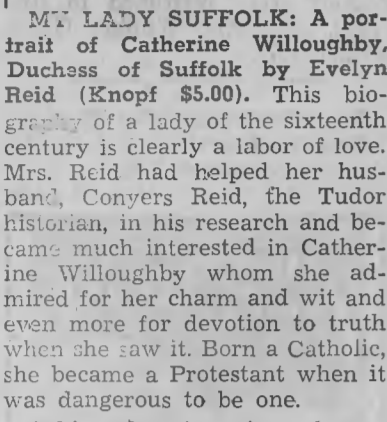 MY LADY SUFFOLK: A por-
trait of Catherine Willoughby,
Duchess of Suffolk by Evelyn
Reid (Knopf $5.00). This bio-
graphy of a lady of the sixteenth
century is clearly a labor of love.
Mrs. Reid had helped her hus-
band, Conyers Reid, the Tudor
historian, in his research and be-
came much interested in Cather-
ine Willoughby whom she ad-
mired for her charm and wit and
even more for devotion to truth
when she saw it. Born a Catholic,
she became a Protestant when it
was dangerous to be one.